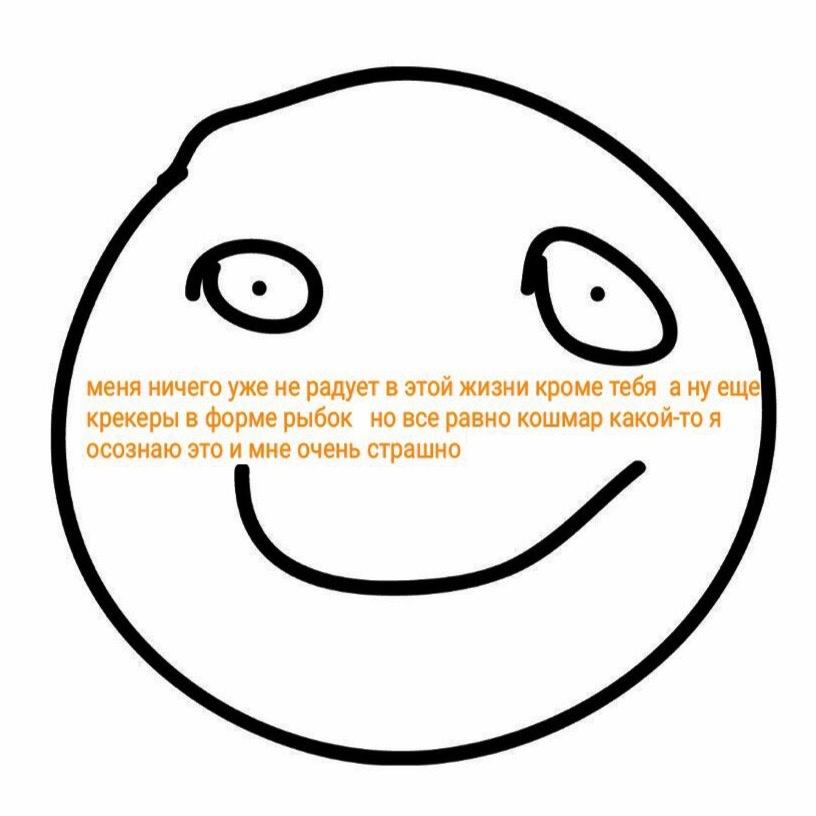 меня ничего уже не радует в этой жизни кроме тебя  а ну еще
крекеры в форме рыбок   но все равно кошмар какой-то я
осознаю это и мне очень страшно